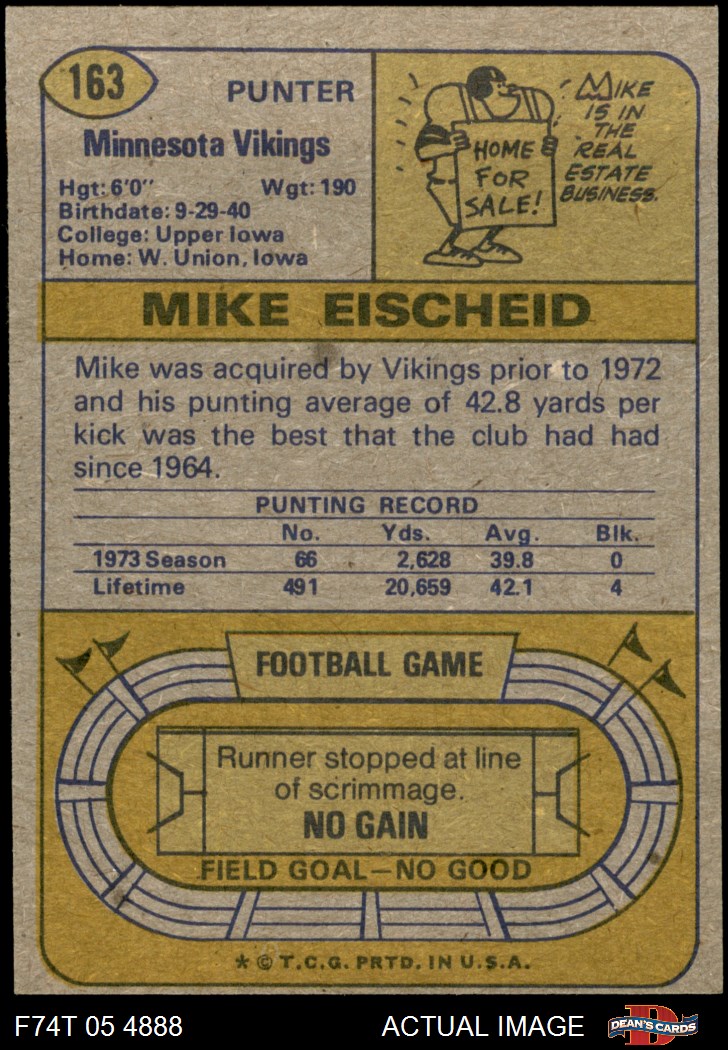 163
PUNTER
Minnesota Vikings
Hgt: 6'0" Wgt: 190
Birthdate: 9-29-40
College: Upper Iowa
Home: W. Union, Iowa
HOME
FOR
SALE!
MIKE
IS IN
THE
REAL
ESTATE
BUSINESS.
MIKE EISCHEID
Mike was acquired by Vikings prior to 1972
and his punting average of 42.8 yards per
kick was the best that the club had had
since 1964.
PUNTING RECORD
No. Yds. Avg. Blk.
1973 Season 66 2,628 39.8 0
Lifetime 491 20,659 42.1 4
FOOTBALL GAME
Runner stopped at line
of scrimmage.
NO GAIN
FIELD GOAL—NO GOOD
* © T.C.G. PRTD. IN U.S.A.
F74T 05 4888 ACTUAL IMAGE
D
DEAN'S CARDS